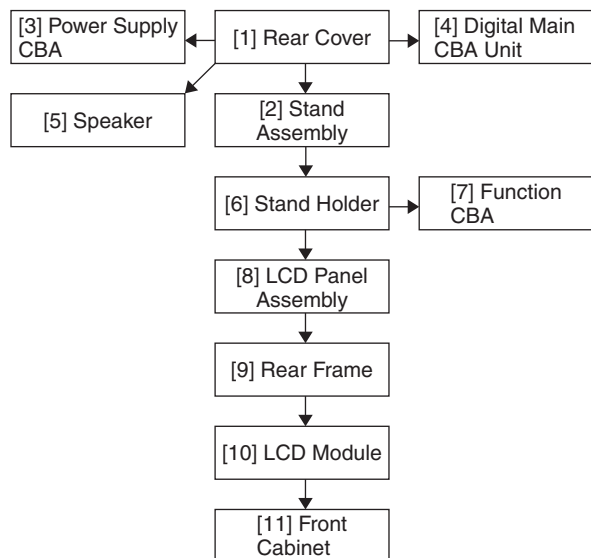 [3] Power Supply
CBA
[1] Rear Cover
[4] Digital Main
CBA Unit
[5] Speaker
[2] Stand
Assembly
[6] Stand Holder
[7] Function
CBA
[8] LCD Panel
Assembly
[9] Rear Frame
[10] LCD Module
[11] Front
Cabinet